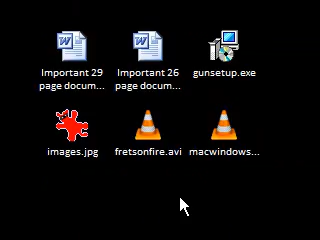 Important 29
page docum...
Important 26
page docum...
gunsetup.exe
images.jpg
fretsonfire.avi
macwindows...